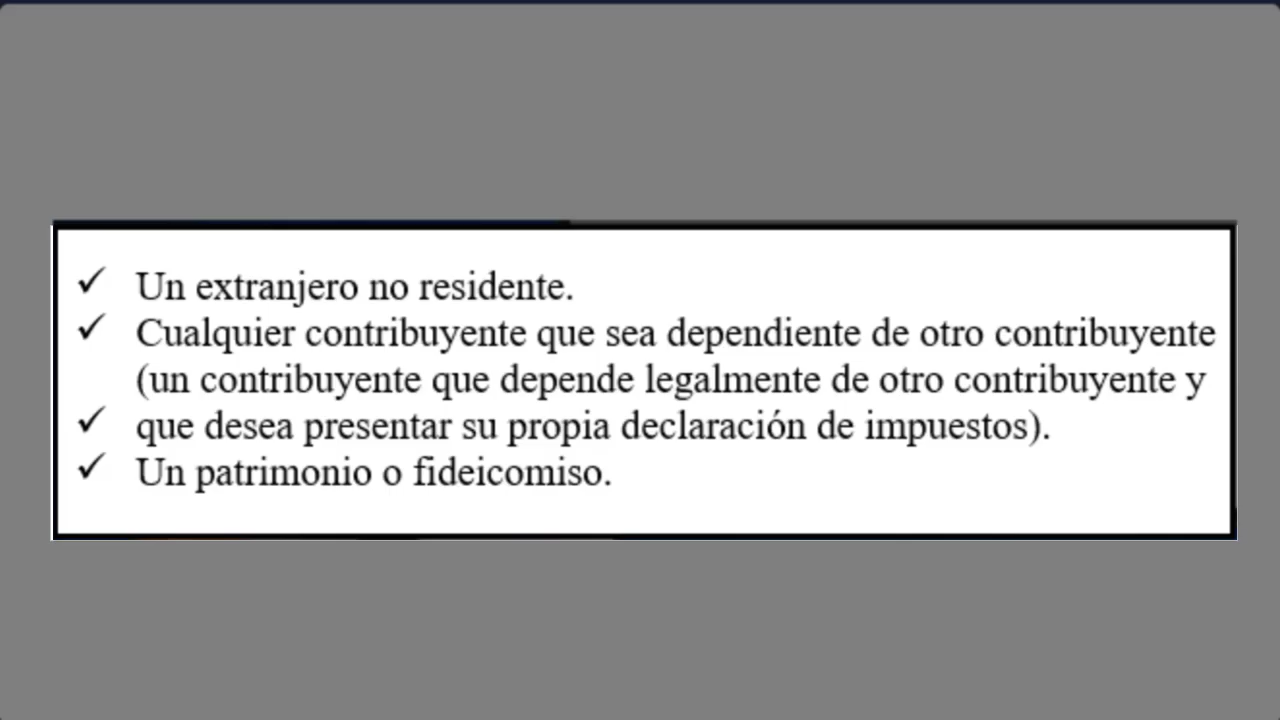 ✓ Un extranjero no residente.
✓ Cualquier contribuyente que sea dependiente de otro contribuyente
(un contribuyente que depende legalmente de otro contribuyente y
✓ que desea presentar su propia declaración de impuestos).
✓ Un patrimonio o fideicomiso.